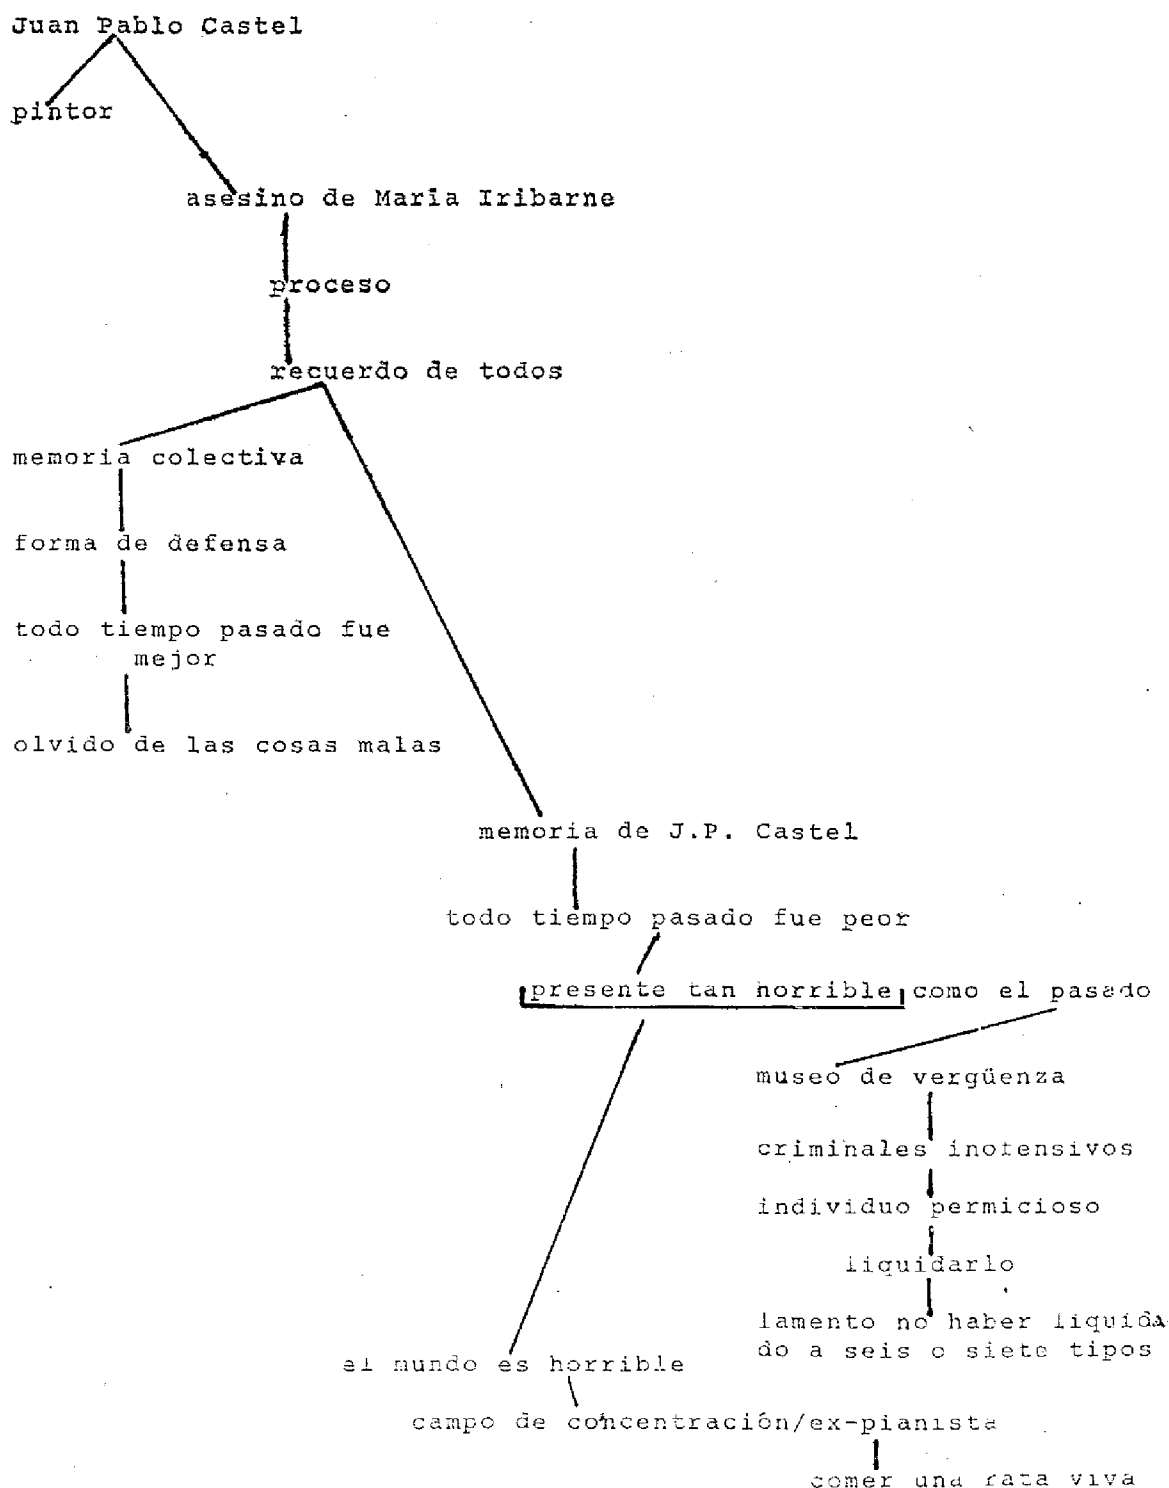 Juan Pablo Castel
pintor
asesino de María Iribarne
proceso
recuerdo de todos
memoria colectiva
forma de defensa
todo tiempo pasado fue
mejor
olvido de las cosas malas
memoria de J.P. Castel
todo tiempo pasado fue peor
presente tan horrible como el pasado
museo de vergüenza
criminales inofensivos
individuo permicioso
liquidarlo
lamento no haber liquida
do a seis o siete tipos
el mundo es horrible
campo de concentración/ex-pianista
comer una rata viva